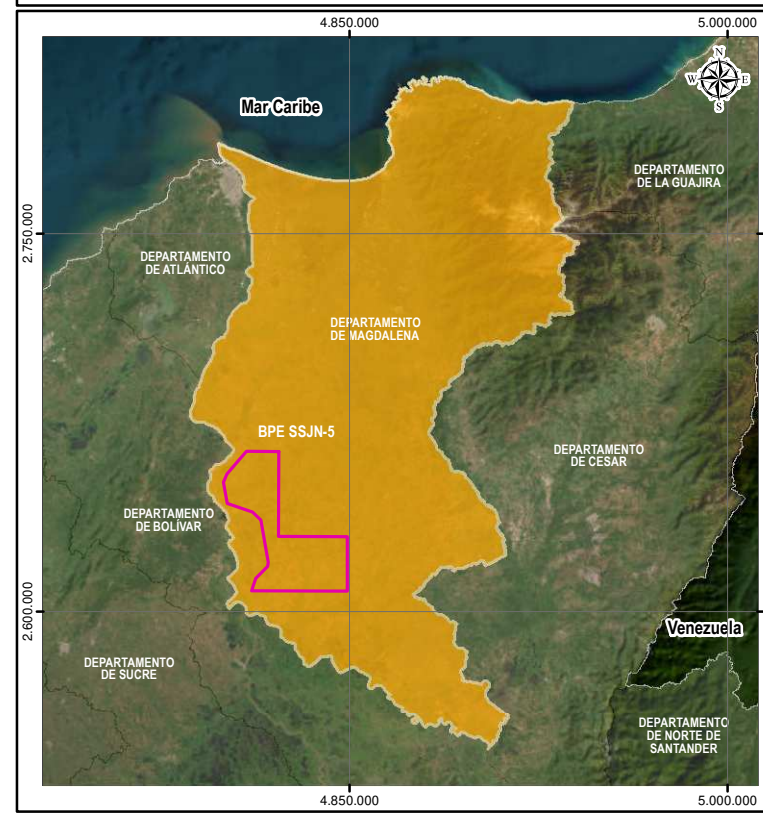 4.850.000
5.000.000
N
W
E
S
Mar Caribe
DEPARTAMENTO
DE LA GUAJIRA
2.750.000
DEPARTAMENTO
DE ATLÁNTICO
DEPARTAMENTO
DE MAGDALENA
BPE SSJN-5
DEPARTAMENTO
DE CESAR
DEPARTAMENTO
DE BOLÍVAR
2.600.000
Venezuela
DEPARTAMENTO
DE SUCRE
DEPARTAMENTO
DE NORTE DE
SANTANDER
4.850.000
5.000.000